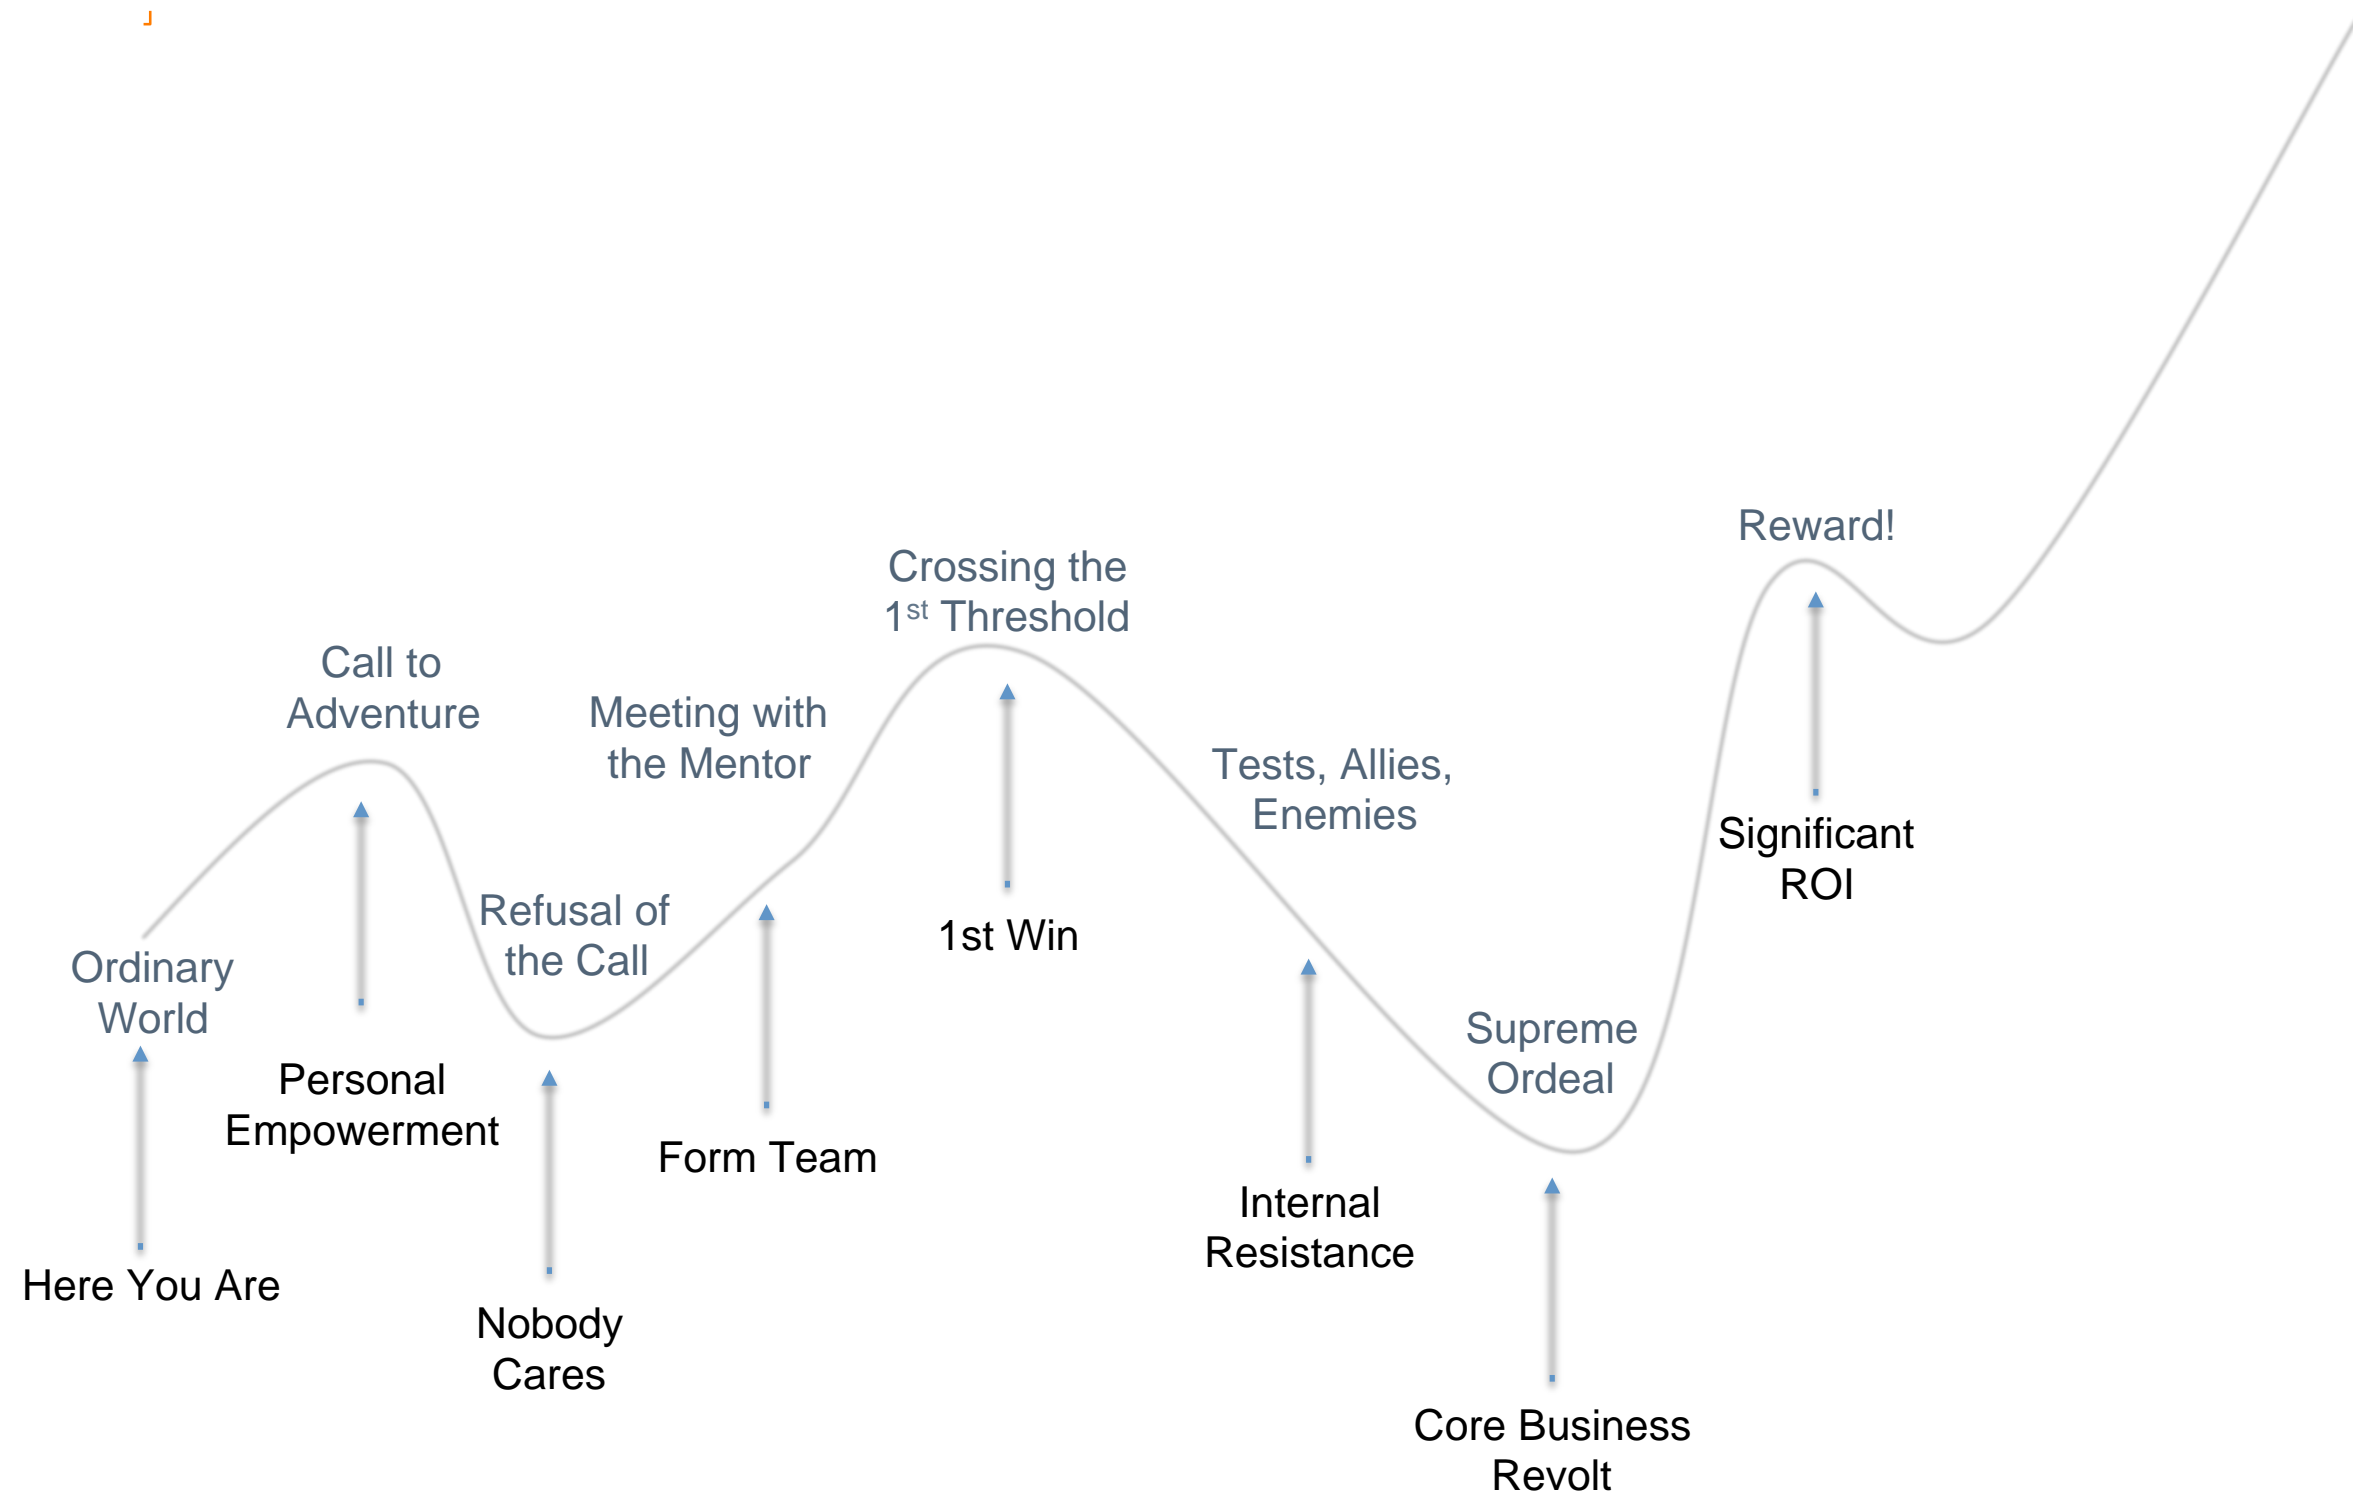 Ordinary
World
Here You Are
Call to
Adventure
Personal
Empowerment
Refusal of
the Call
Nobody
Cares
Meeting with
the Mentor
Form Team
Crossing the
1st Threshold
1st Win
Tests, Allies,
Enemies
Internal
Resistance
Supreme
Ordeal
Core Business
Revolt
Reward!
Significant
ROI